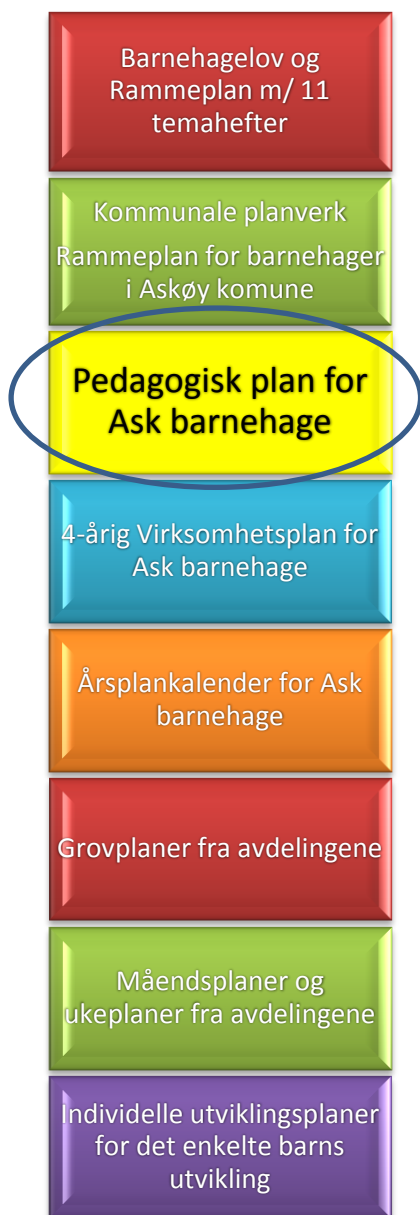 Barnehagelov og
Rammeplan m/ 11
temahefter
Kommunale planverk
Rammeplan for barnehager
i Askøy komune
Pedagogisk plan for
Ask barnehage
4-årig Virksomhetsplan for
Ask barnehage
Årsplankalender for Ask
barnehage
Grovplaner fra avdelingene
Måendsplaner og
ukeplaner fra avdelingene
Individelle utviklingsplaner
for det enkelte barns
utvikling